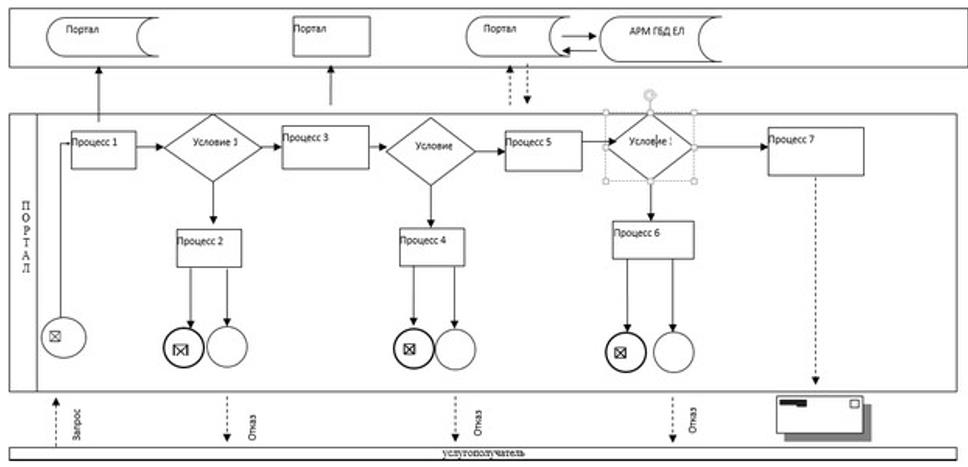 Портал
Портал
Портал
АРМ ГБД ЕЛ
Процесс 1
Условие 1
Процесс 3
Условие
Процесс 5
Условие
Процесс 7
ПОРТАЛ
Процесс 2
Процесс 4
Процесс 6
Запрос
Отказ
Отказ
Отказ
услугополучатель